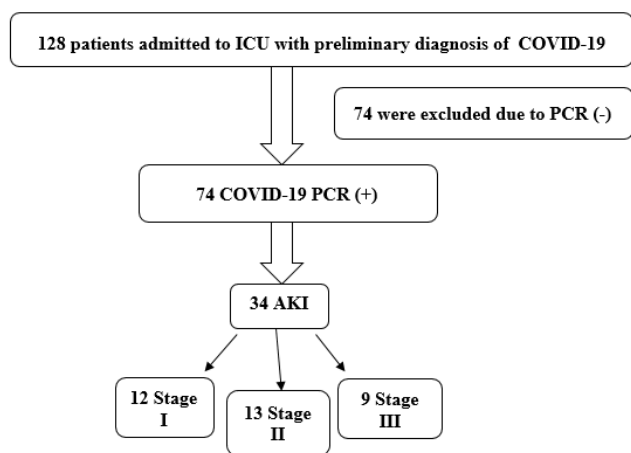 128 patients admitted to ICU with preliminary diagnosis of COVID-19
74 were excluded due to PCR (-)
74 COVID-19 PCR (+)
34 AKI
12 Stage
I
13 Stage
II
9 Stage
III